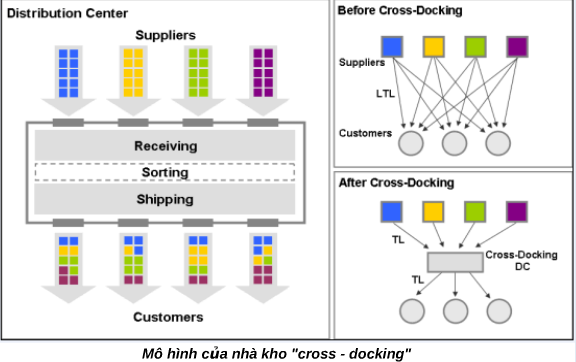 Distribution Center
Suppliers
Receiving
Sorting
Shipping
Customers
Before Cross-Docking
Suppliers
LTL
Customers
After Cross-Docking
TL
Cross-Docking
DC
TL
Mô hình của nhà kho "cross - docking"